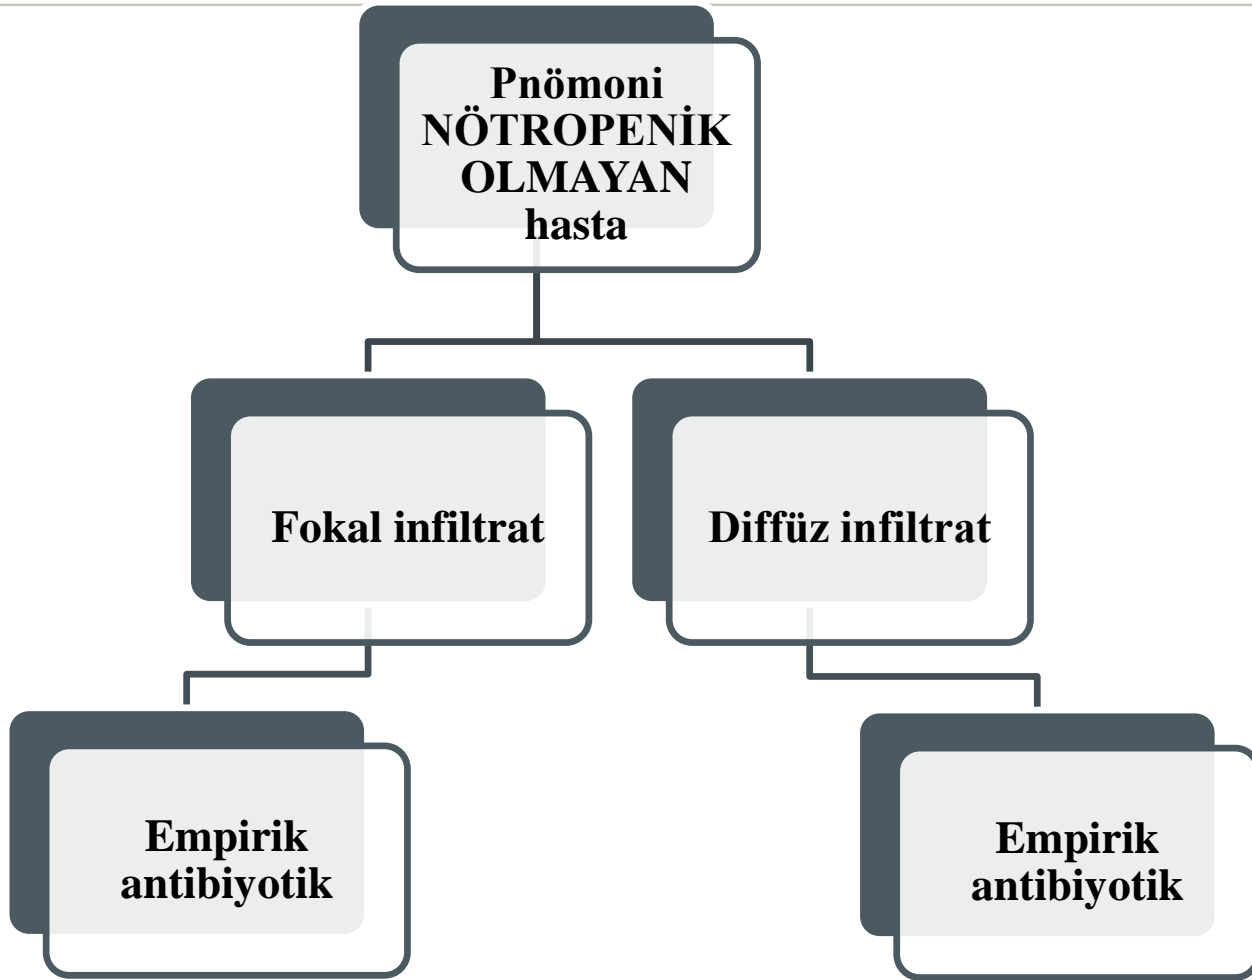 Pnömoni
NÖTROPENİK
OLMAYAN
hasta
Fokal infiltrat
Diffüz infiltrat
Empirik
antibiyotik
Empirik
antibiyotik